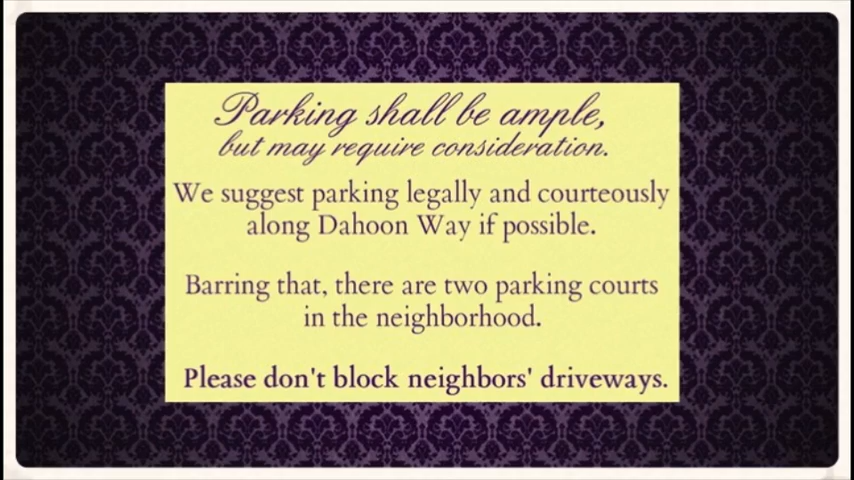 Parking shall be ample,
but may require consideration.
We suggest parking legally and courteously
along Dahoon Way if possible.
Barring that, there are two parking courts
in the neighborhood.
Please don't block neighbors' driveways.